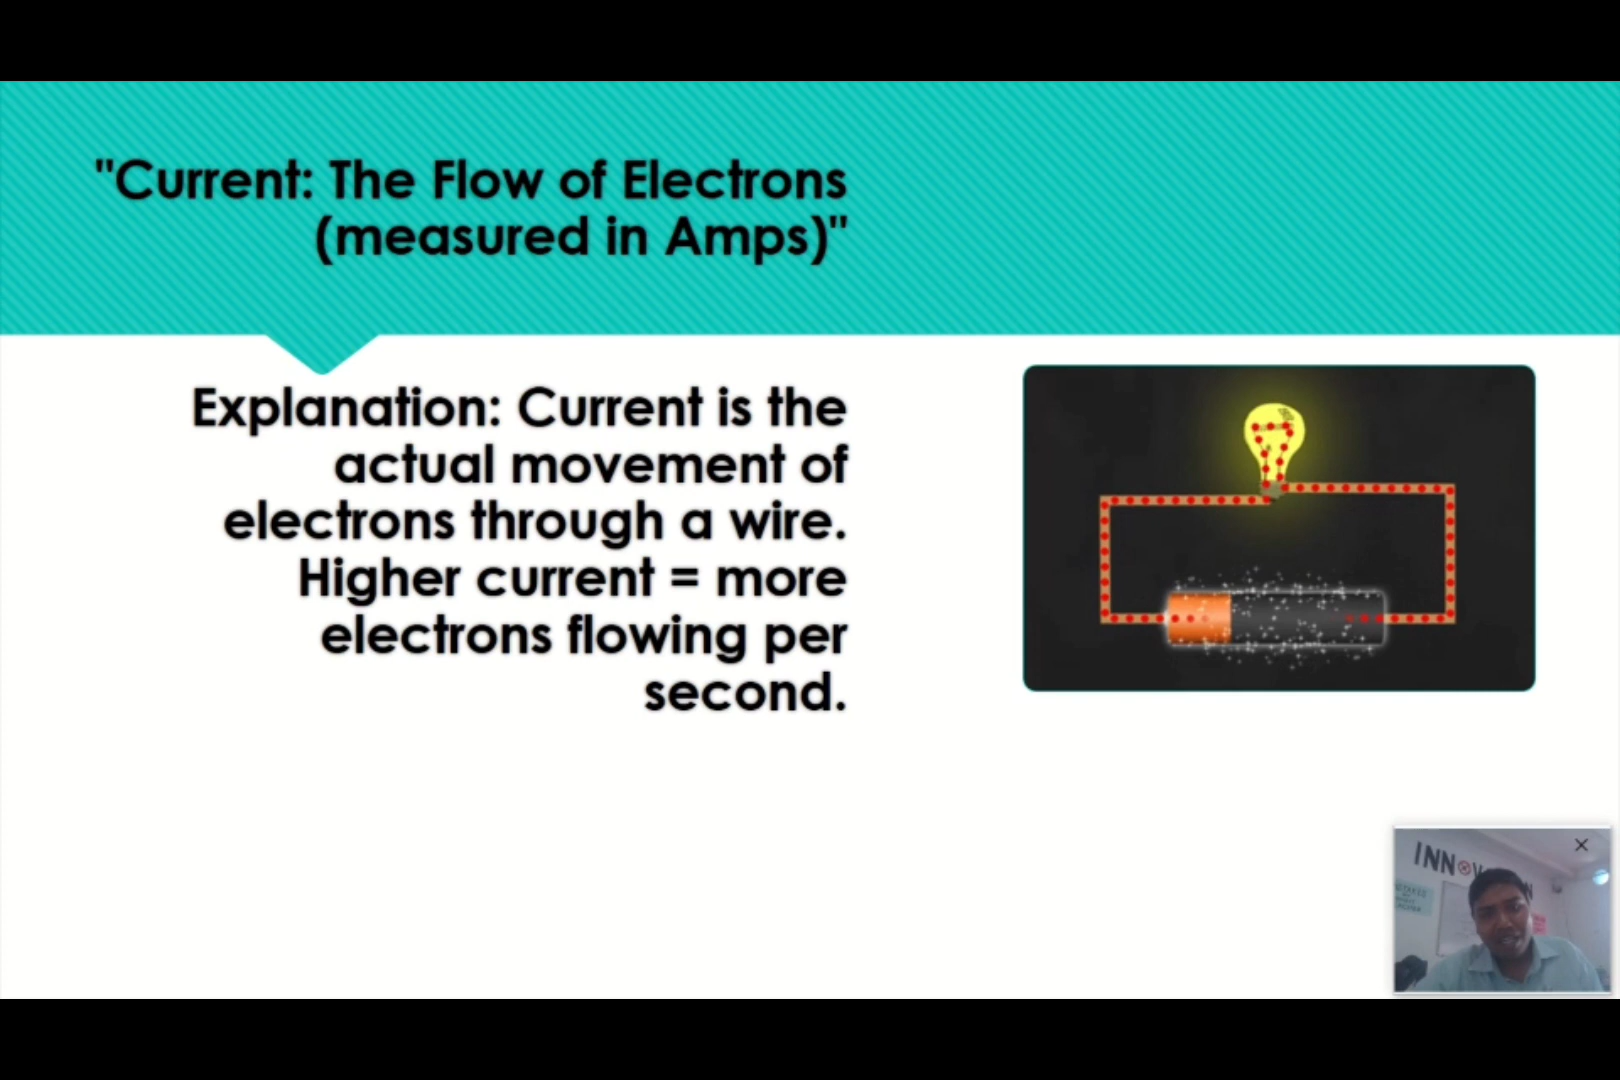 "Current: The Flow of Electrons
(measured in Amps)"
Explanation: Current is the
actual movement of
electrons through a wire.
Higher current = more
electrons flowing per
second.